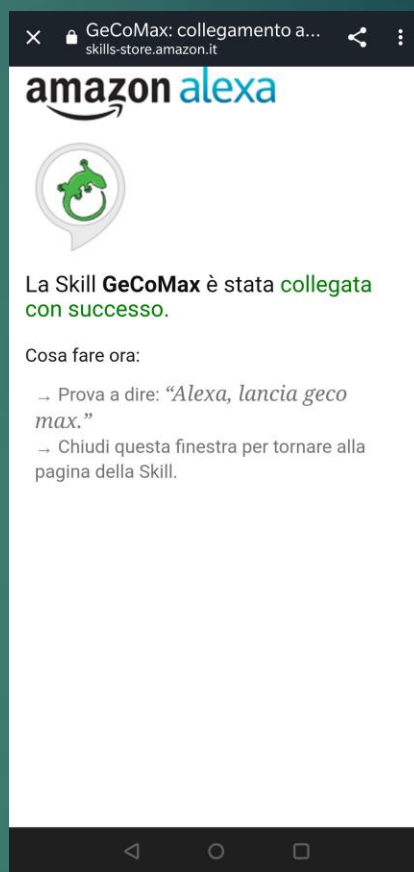 GeCoMax: collegamento a...
skills-store.amazon.it
amazon alexa
La Skill GeCoMax è stata collegata
con successo.
Cosa fare ora:
→ Prova a dire: “Alexa, lancia geco
max.”
→ Chiudi questa finestra per tornare alla
pagina della Skill.